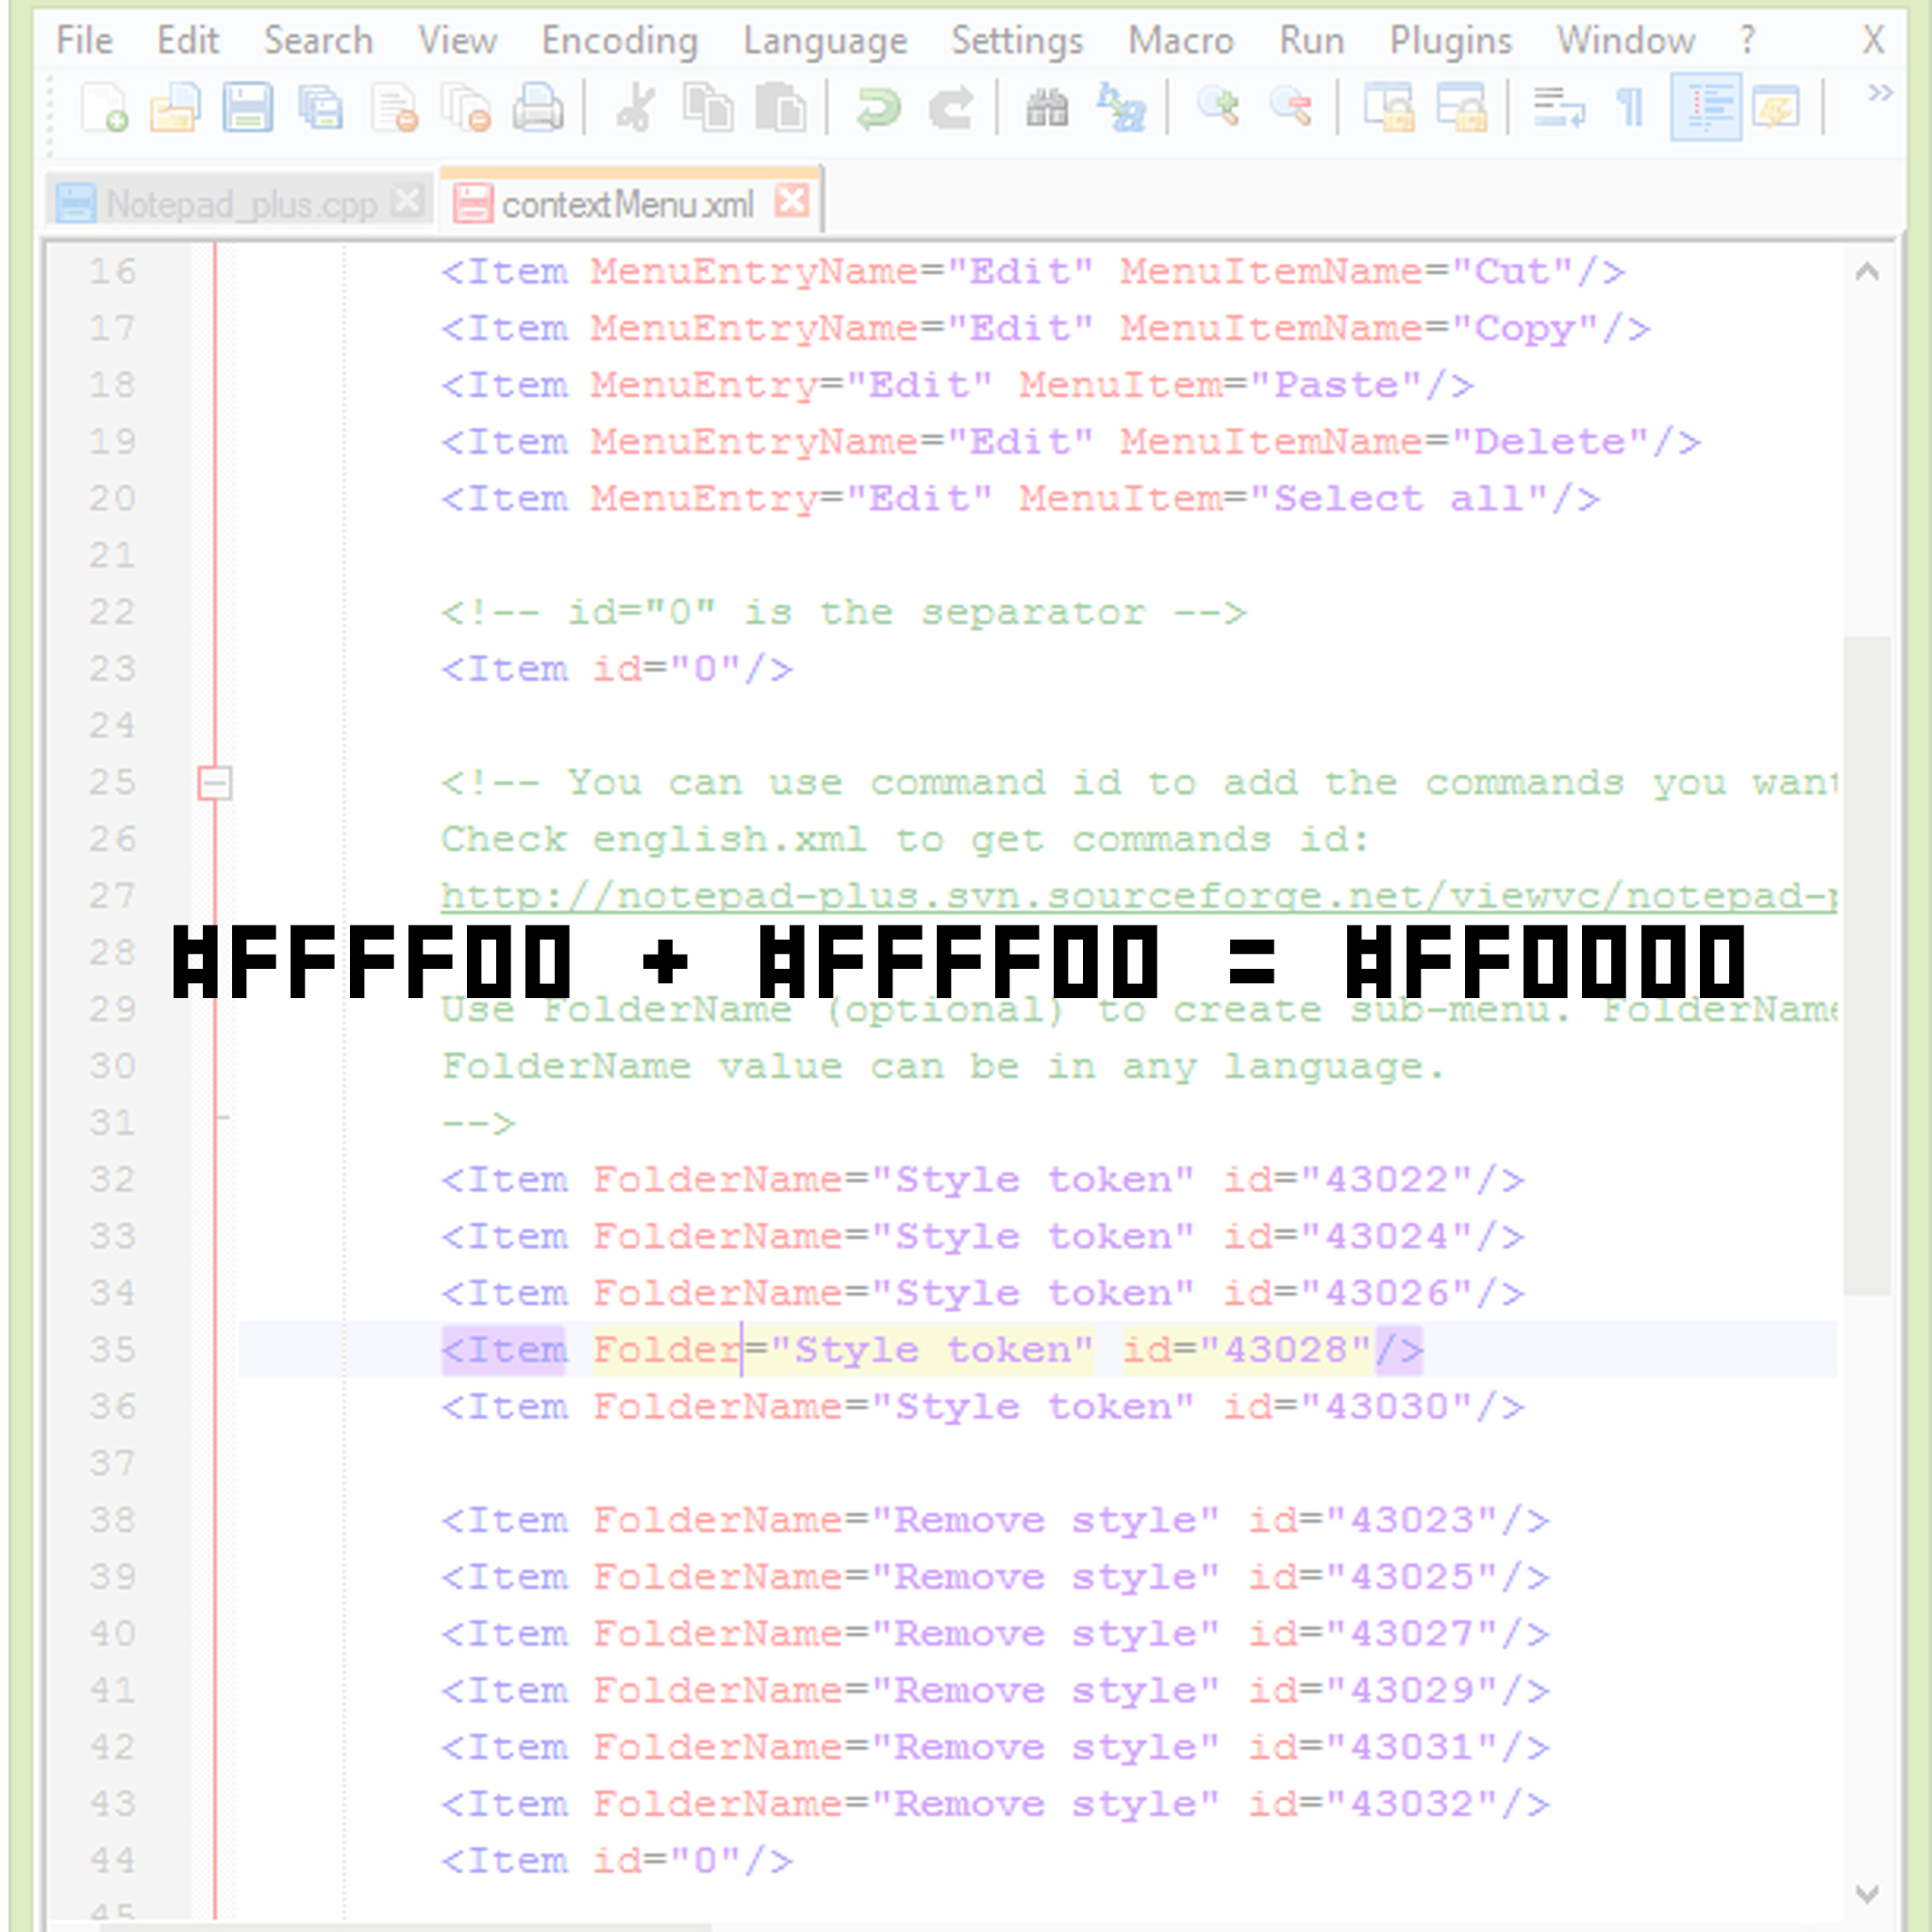 File Edit Search View Encoding Language Settings Macro Run Plugins Window ? X
Notepad_plus.cpp contextMenu.xml
16 <Item MenuEntryName="Edit" MenuItemName="Cut"/>
17 <Item MenuEntryName="Edit" MenuItemName="Copy"/>
18 <Item MenuEntry="Edit" MenuItem="Paste"/>
19 <Item MenuEntryName="Edit" MenuItemName="Delete"/>
20 <Item MenuEntry="Edit" MenuItem="Select all"/>
21
22 <!-- id="0" is the separator -->
23 <Item id="0"/>
24
25 <!-- You can use command id to add the commands you want
26 Check english.xml to get commands id:
27 http://notepad-plus.svn.sourceforge.net/viewvc/notepad-p
28
#FFFF00 + #FFFF00 = #FF0000
29 Use FolderName (optional) to create sub-menu. FolderName
30 FolderName value can be in any language.
31 -->
32 <Item FolderName="Style token" id="43022"/>
33 <Item FolderName="Style token" id="43024"/>
34 <Item FolderName="Style token" id="43026"/>
35 <Item Folder="Style token" id="43028"/>
36 <Item FolderName="Style token" id="43030"/>
37
38 <Item FolderName="Remove style" id="43023"/>
39 <Item FolderName="Remove style" id="43025"/>
40 <Item FolderName="Remove style" id="43027"/>
41 <Item FolderName="Remove style" id="43029"/>
42 <Item FolderName="Remove style" id="43031"/>
43 <Item FolderName="Remove style" id="43032"/>
44 <Item id="0"/>
45